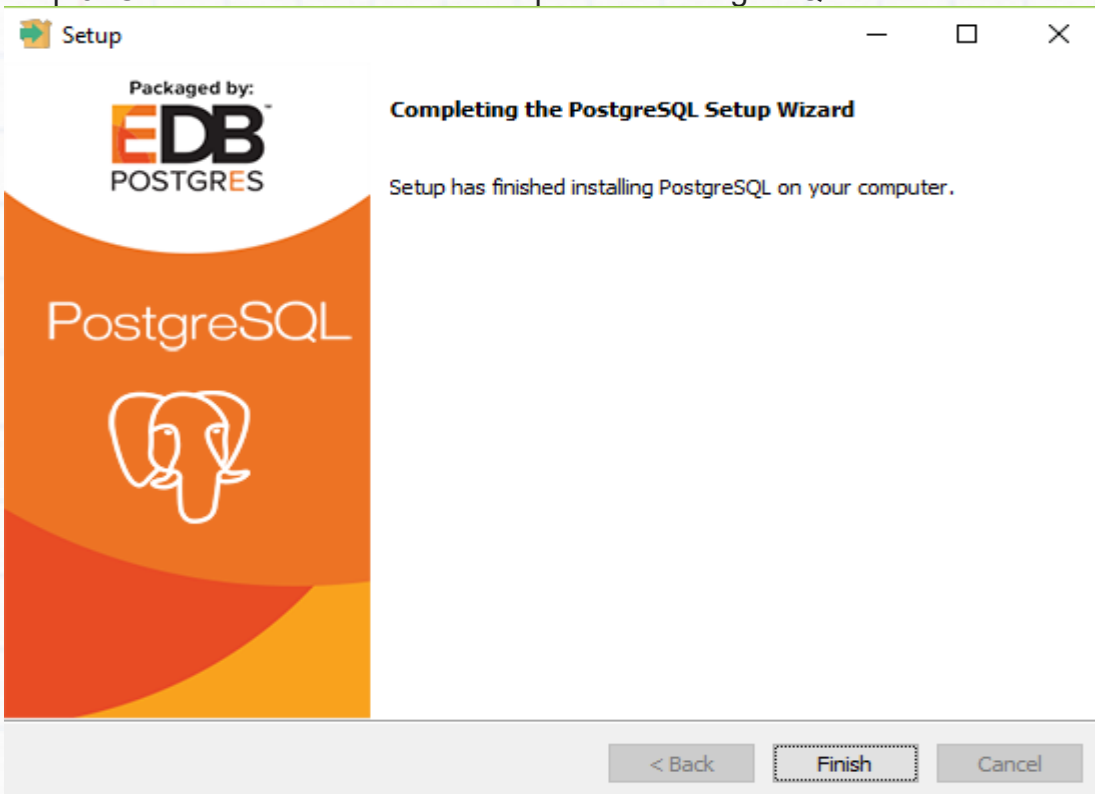 Setup
Packaged by:
EDB
POSTGRES
Completing the PostgreSQL Setup Wizard
Setup has finished installing PostgreSQL on your computer.
PostgreSQL
< Back
Finish
Cancel